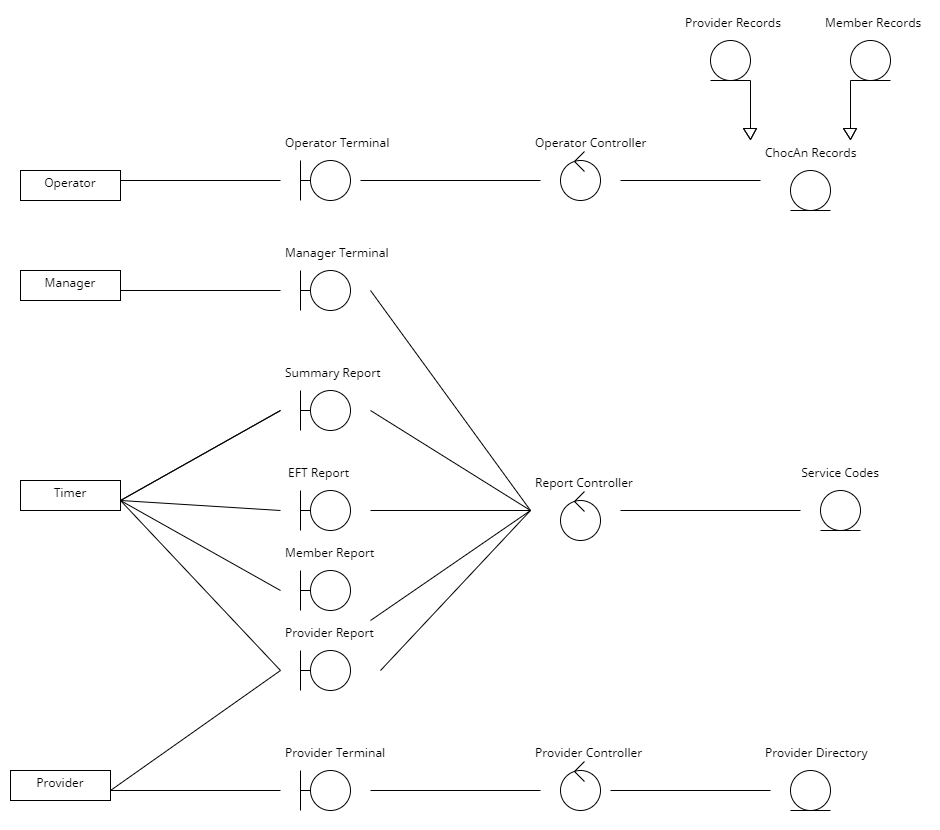 Provider Records
Member Records
Operator Terminal
Operator Controller
ChocAn Records
Operator
Manager Terminal
Manager
Summary Report
EFT Report
Report Controller
Service Codes
Timer
Member Report
Provider Report
Provider Terminal
Provider Controller
Provider Directory
Provider